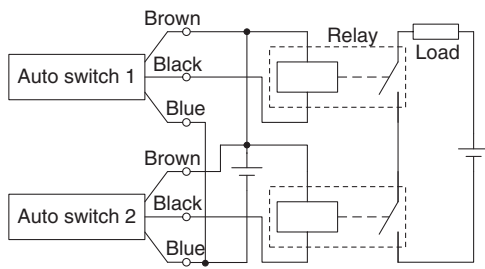 Brown
Relay
Load
Auto switch 1
Black
Blue
Brown
Auto switch 2
Black
Blue